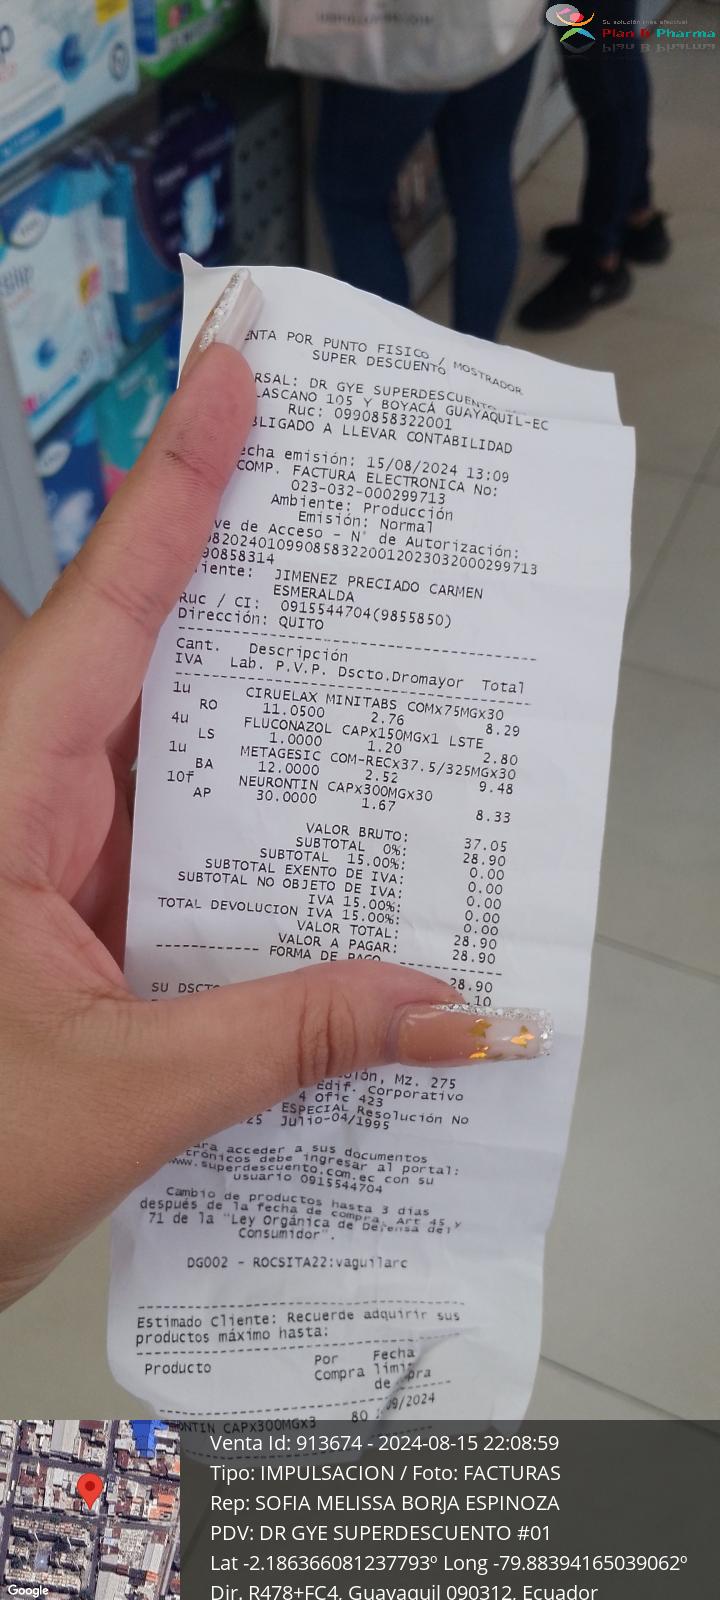 Su solución más efectiva!
Plan B Pharma
ENTA POR PUNTO FISICO / MOSTRADOR
SUPER DESCUENTO
RSAL: DR GYE SUPERDESCUENTO
LASCANO 105 Y BOYACÁ GUAYAQUIL-EC
Ruc: 0990858322001
BLIGADO A LLEVAR CONTABILIDAD
echa emisión: 15/08/2024 13:09
COMP. FACTURA ELECTRONICA No:
023-032-000299713
Ambiente: Producción
Emisión: Normal
ve de Acceso - N° de Autorización:
0820240109908583220012023032000299713
90858314
iente: JIMENEZ PRECIADO CARMEN
ESMERALDA
Ruc / CI: 0915544704(9855850)
Dirección: QUITO
Cant. Descripción
IVA Lab. P.V.P. Dscto.Dromayor Total
1u CIRUELAX MINITABS COMx75MGx30
RO 11.0500 2.76 8.29
4u FLUCONAZOL CAPx150MGx1 LSTE
LS 1.0000 1.20 2.80
1u METAGESIC COM-RECx37.5/325MGx30
BA 12.0000 2.52 9.48
10f NEURONTIN CAPx300MGx30
AP 30.0000 1.67 8.33
VALOR BRUTO: 37.05
SUBTOTAL 0%: 28.90
SUBTOTAL 15.00%: 0.00
SUBTOTAL EXENTO DE IVA: 0.00
SUBTOTAL NO OBJETO DE IVA: 0.00
IVA 15.00%: 0.00
TOTAL DEVOLUCION IVA 15.00%: 0.00
VALOR TOTAL: 28.90
VALOR A PAGAR: 28.90
FORMA DE PAGO
28.90
SU DSCTO .10
Mz. 275
Edif. Corporativo
4 Ofic 423
- ESPECIAL Resolución No
25 Julio-04/1995
ara acceder a sus documentos
trónicos debe ingresar al portal:
www.superdescuento.com.ec con su
usuario 0915544704
Cambio de productos hasta 3 días
después de la fecha de compra. Art 45 y
71 de la "Ley Orgánica de Defensa del
Consumidor".
DG002 - ROCSITA22:vaguilarc
Estimado Cliente: Recuerde adquirir sus
productos máximo hasta:
Producto Por Compra Fecha limi de pra
ONTIN CAPx300MGx3 80 /09/2024
Venta Id: 913674 - 2024-08-15 22:08:59
Tipo: IMPULSACION / Foto: FACTURAS
Rep: SOFIA MELISSA BORJA ESPINOZA
PDV: DR GYE SUPERDESCUENTO #01
Lat -2.186366081237793º Long -79.88394165039062º
Dir. R478+FC4, Guayaquil 090312, Ecuador
Google